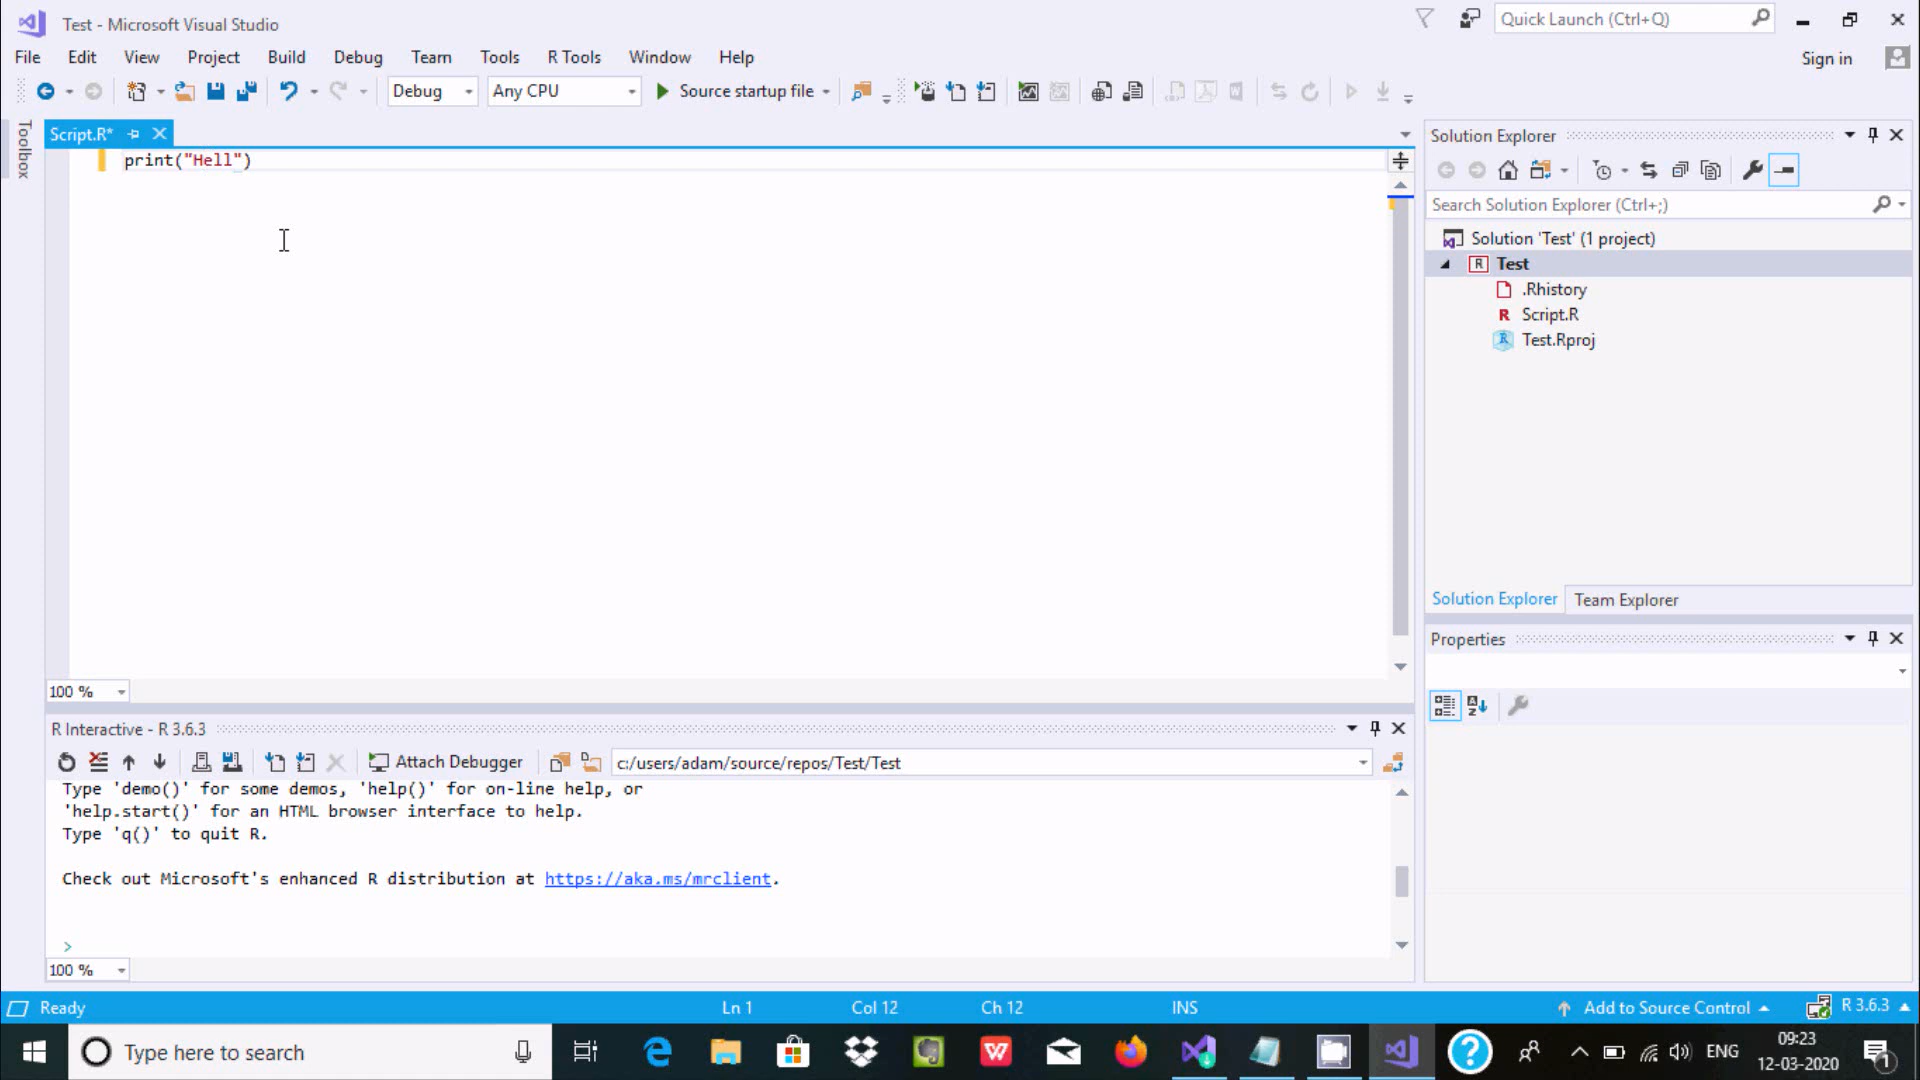 Test - Microsoft Visual Studio
Quick Launch (Ctrl+Q)
File Edit View Project Build Debug Team Tools R Tools Window Help
Sign in
Debug Any CPU Source startup file
Toolbox
Script.R*
print("Hell")
100 %
Solution Explorer
Search Solution Explorer (Ctrl+;)
Solution 'Test' (1 project)
R Test
.Rhistory
R Script.R
R Test.Rproj
Solution Explorer Team Explorer
Properties
R Interactive - R 3.6.3
Attach Debugger c:/users/adam/source/repos/Test/Test
Type 'demo()' for some demos, 'help()' for on-line help, or
'help.start()' for an HTML browser interface to help.
Type 'q()' to quit R.
Check out Microsoft's enhanced R distribution at https://aka.ms/mrclient.
>
100 %
Ready Ln 1 Col 12 Ch 12 INS Add to Source Control R 3.6.3
Type here to search
ENG
09:23
12-03-2020
1